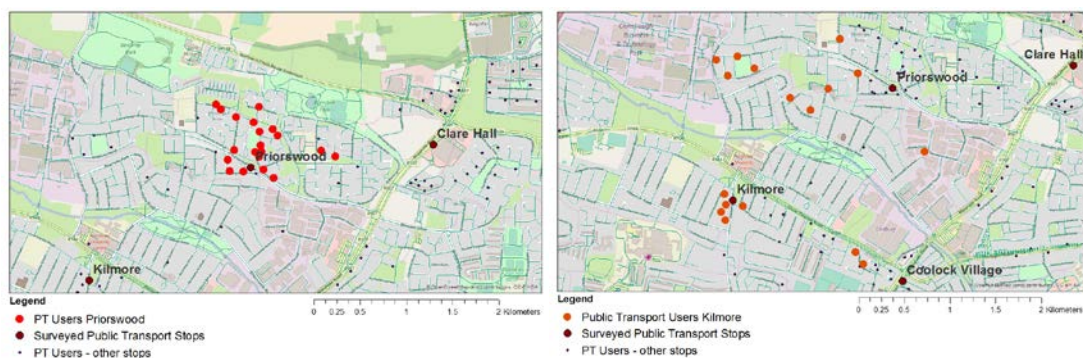 Clare Hall
Priorswood
Kilmore
Legend
PT Users Priorswood
Surveyed Public Transport Stops
PT Users - other stops
0 0.25 0.5 1 1.5 2 Kilometers
Clare Hall
Priorswood
Kilmore
Coolock Village
Legend
Public Transport Users Kilmore
Surveyed Public Transport Stops
PT Users - other stops
0 0.25 0.5 1 1.5 2 Kilometers